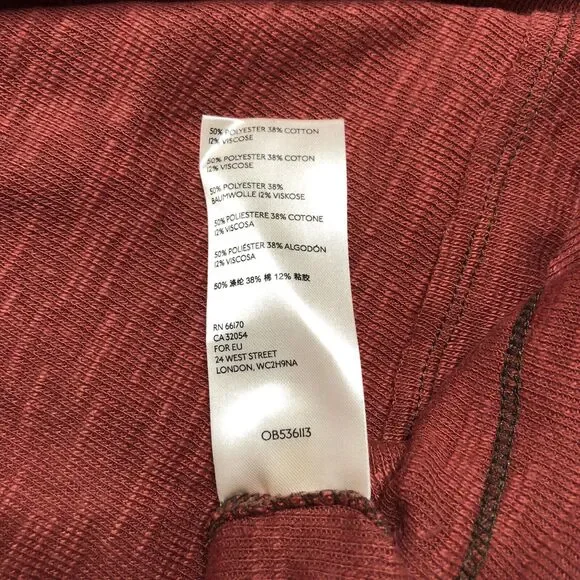 50% POLYESTER 38% COTTON
12% VISCOSE
50% POLYESTER 38% COTON
12% VISCOSE
50% POLYESTER 38%
BAUMWOLLE 12% VISKOSE
50% POLIESTERE 38% COTONE
12% VISCOSA
50% POLIÉSTER 38% ALGODÓN
12% VISCOSA
50% 涤纶 38% 棉 12% 粘胶
RN 66170
CA 32054
FOR EU
24 WEST STREET
LONDON, WC2H9NA
OB536113